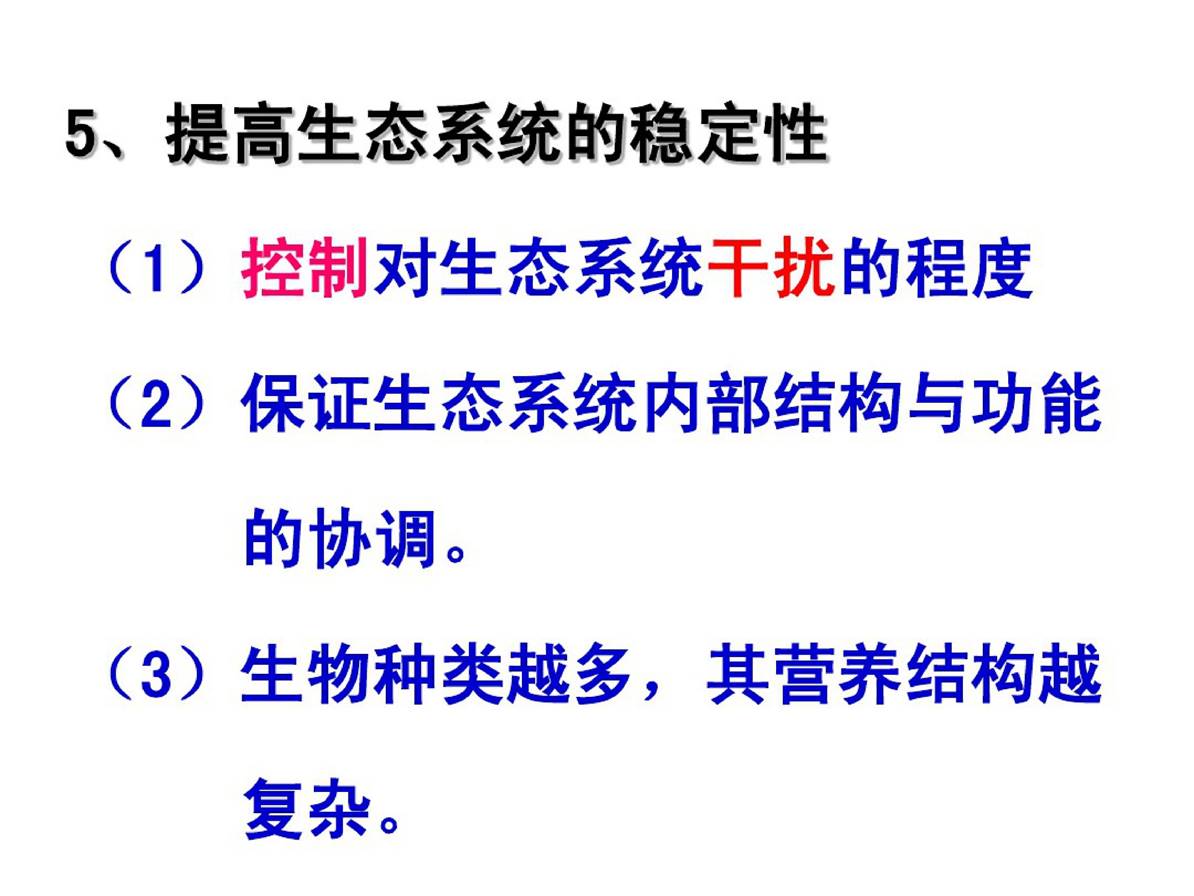 5、提高生态系统的稳定性
（1）控制对生态系统干扰的程度
（2）保证生态系统内部结构与功能
的协调。
（3）生物种类越多，其营养结构越
复杂。